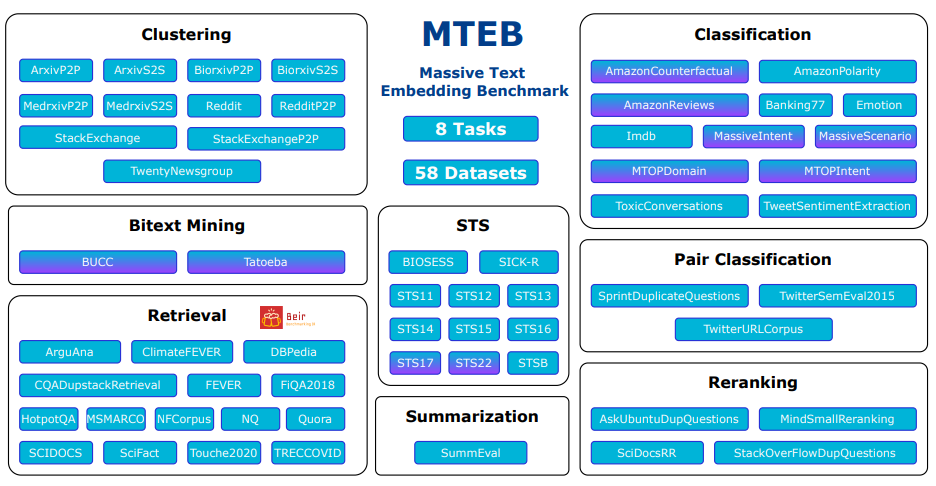 Clustering
ArxivP2P ArxivS2S BiorxivP2P BiorxivS2S
MedrxivP2P MedrxivS2S Reddit RedditP2P
StackExchange StackExchangeP2P
TwentyNewsgroup
MTEB
Massive Text
Embedding Benchmark
8 Tasks
58 Datasets
Classification
AmazonCounterfactual AmazonPolarity
AmazonReviews Banking77 Emotion
Imdb MassiveIntent MassiveScenario
MTOPDomain MTOPIntent
ToxicConversations TweetSentimentExtraction
Bitext Mining
BUCC Tatoeba
STS
BIOSESS SICK-R
STS11 STS12 STS13
STS14 STS15 STS16
STS17 STS22 STSB
Pair Classification
SprintDuplicateQuestions TwitterSemEval2015
TwitterURLCorpus
Retrieval
Beir
ArguAna ClimateFEVER DBPedia
CQADupstackRetrieval FEVER FiQA2018
HotpotQA MSMARCO NFCorpus NQ Quora
SCIDOCS SciFact Touche2020 TRECCOVID
Summarization
SummEval
Reranking
AskUbuntuDupQuestions MindSmallReranking
SciDocsRR StackOverFlowDupQuestions